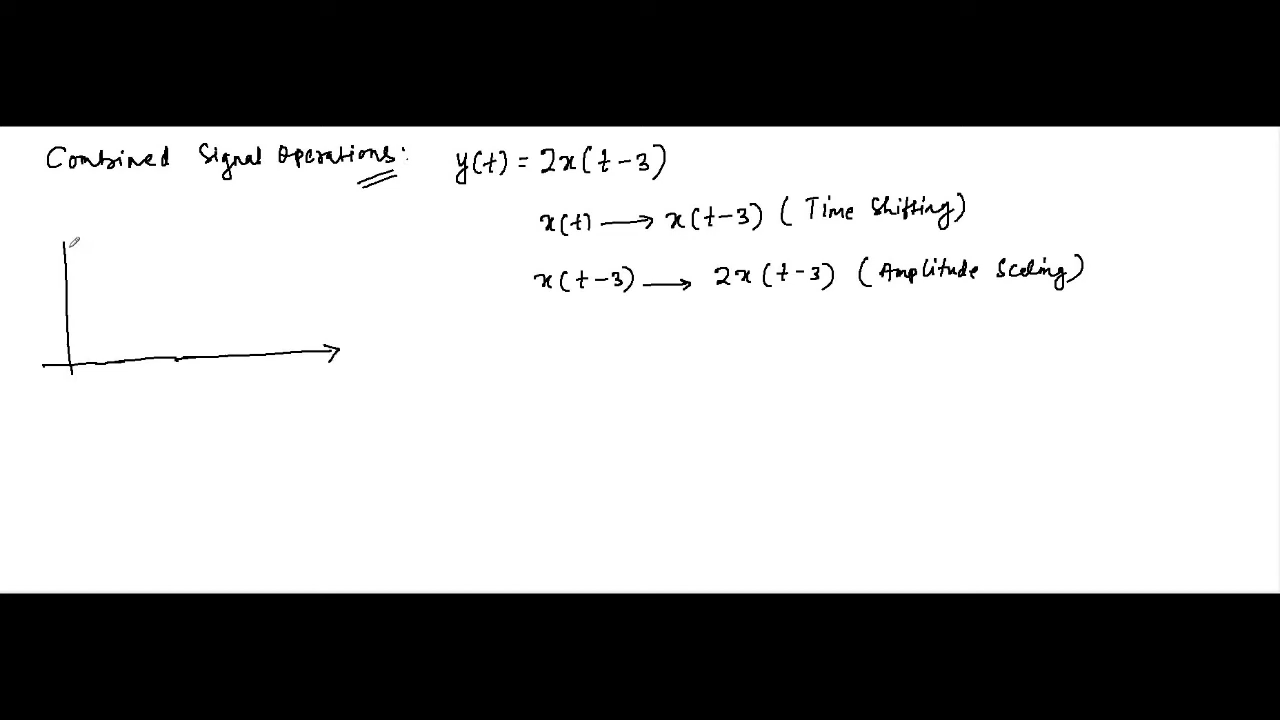 Combined Signal Operations: y(t) = 2x(t-3)
x(t) → x(t-3) (Time Shifting)
x(t-3) → 2x(t-3) (Amplitude Scaling)